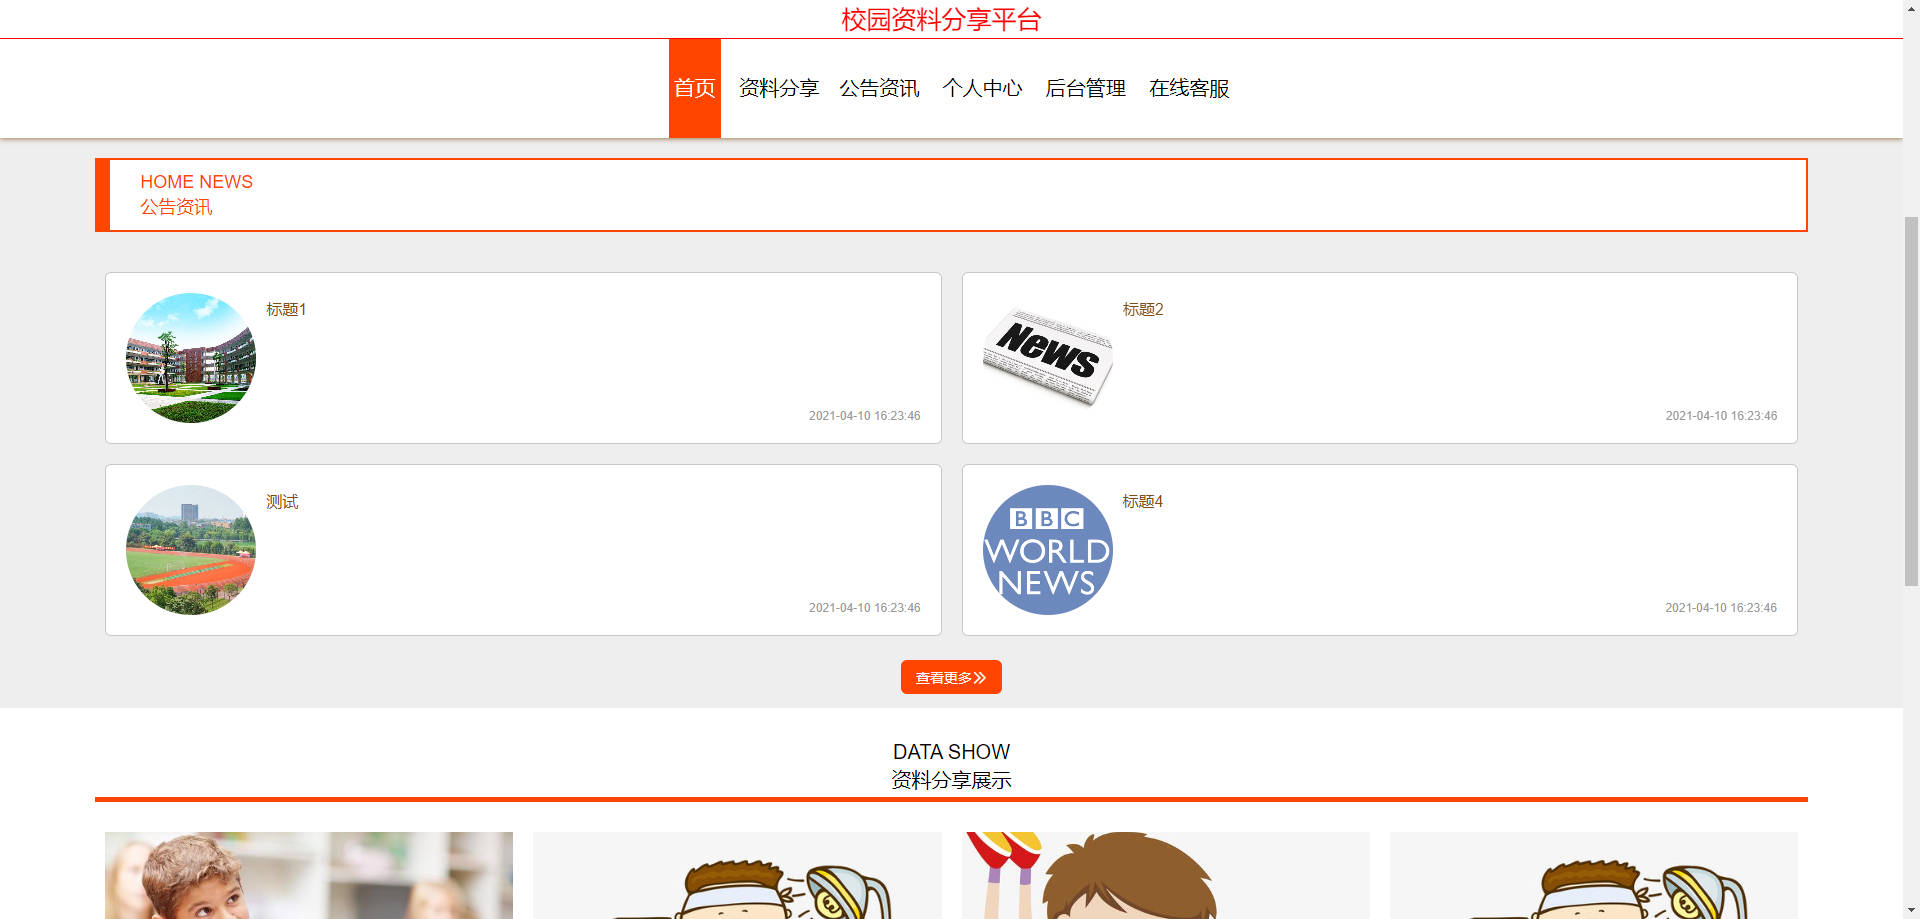 校园资料分享平台
首页 资料分享 公告资讯 个人中心 后台管理 在线客服
HOME NEWS
公告资讯
标题1
2021-04-10 16:23:46
News
标题2
2021-04-10 16:23:46
测试
2021-04-10 16:23:46
BBC
WORLD
NEWS
标题4
2021-04-10 16:23:46
查看更多
DATA SHOW
资料分享展示